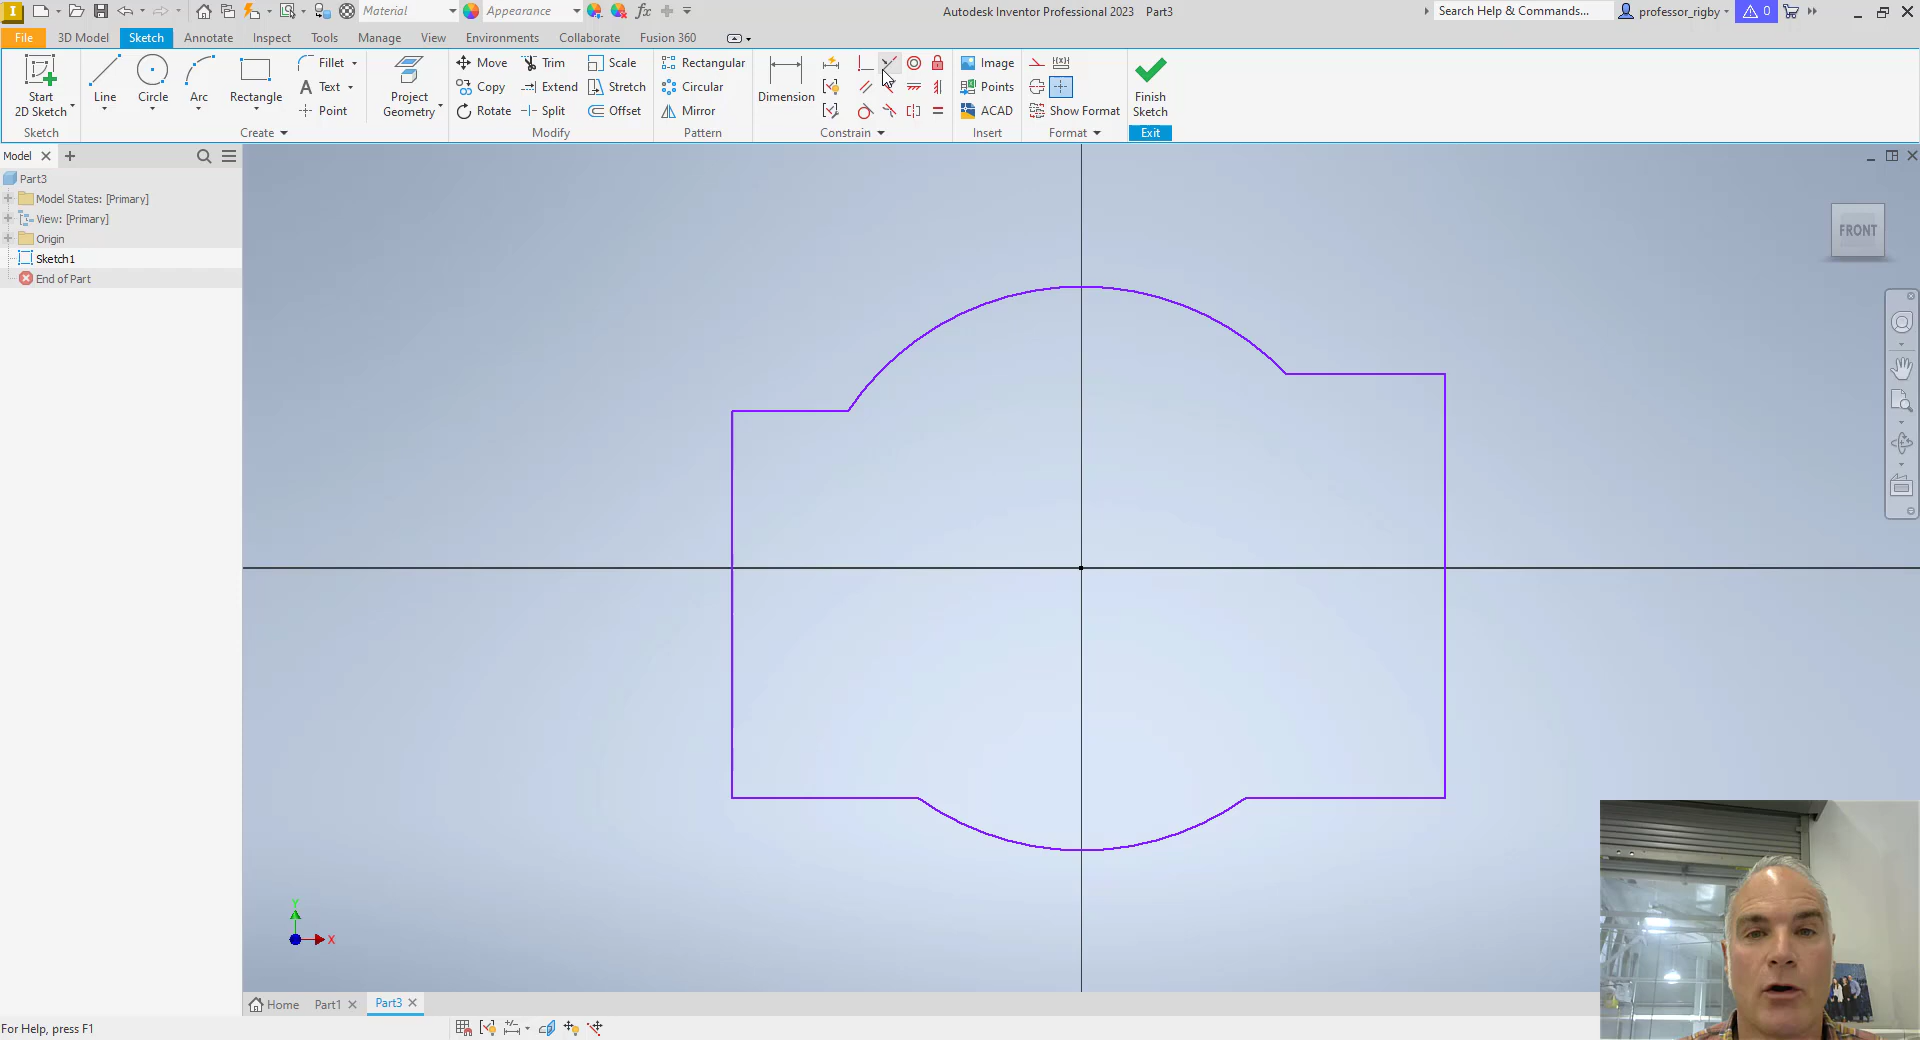 I Material Appearance fx Autodesk Inventor Professional 2023 Part3 Search Help & Commands... professor_rigby 0
File 3D Model Sketch Annotate Inspect Tools Manage View Environments Collaborate Fusion 360
Start 2D Sketch
Line
Circle
Arc
Rectangle
Fillet
Text
Point
Project Geometry
Move
Copy
Rotate
Trim
Extend
Split
Scale
Stretch
Offset
Rectangular
Circular
Mirror
Dimension
Image
Points
ACAD
Show Format
Finish Sketch
Sketch Create Modify Pattern Constrain Insert Format Exit
Model
Part3
Model States: [Primary]
View: [Primary]
Origin
Sketch1
End of Part
FRONT
Y
X
Home Part1 Part3
For Help, press F1